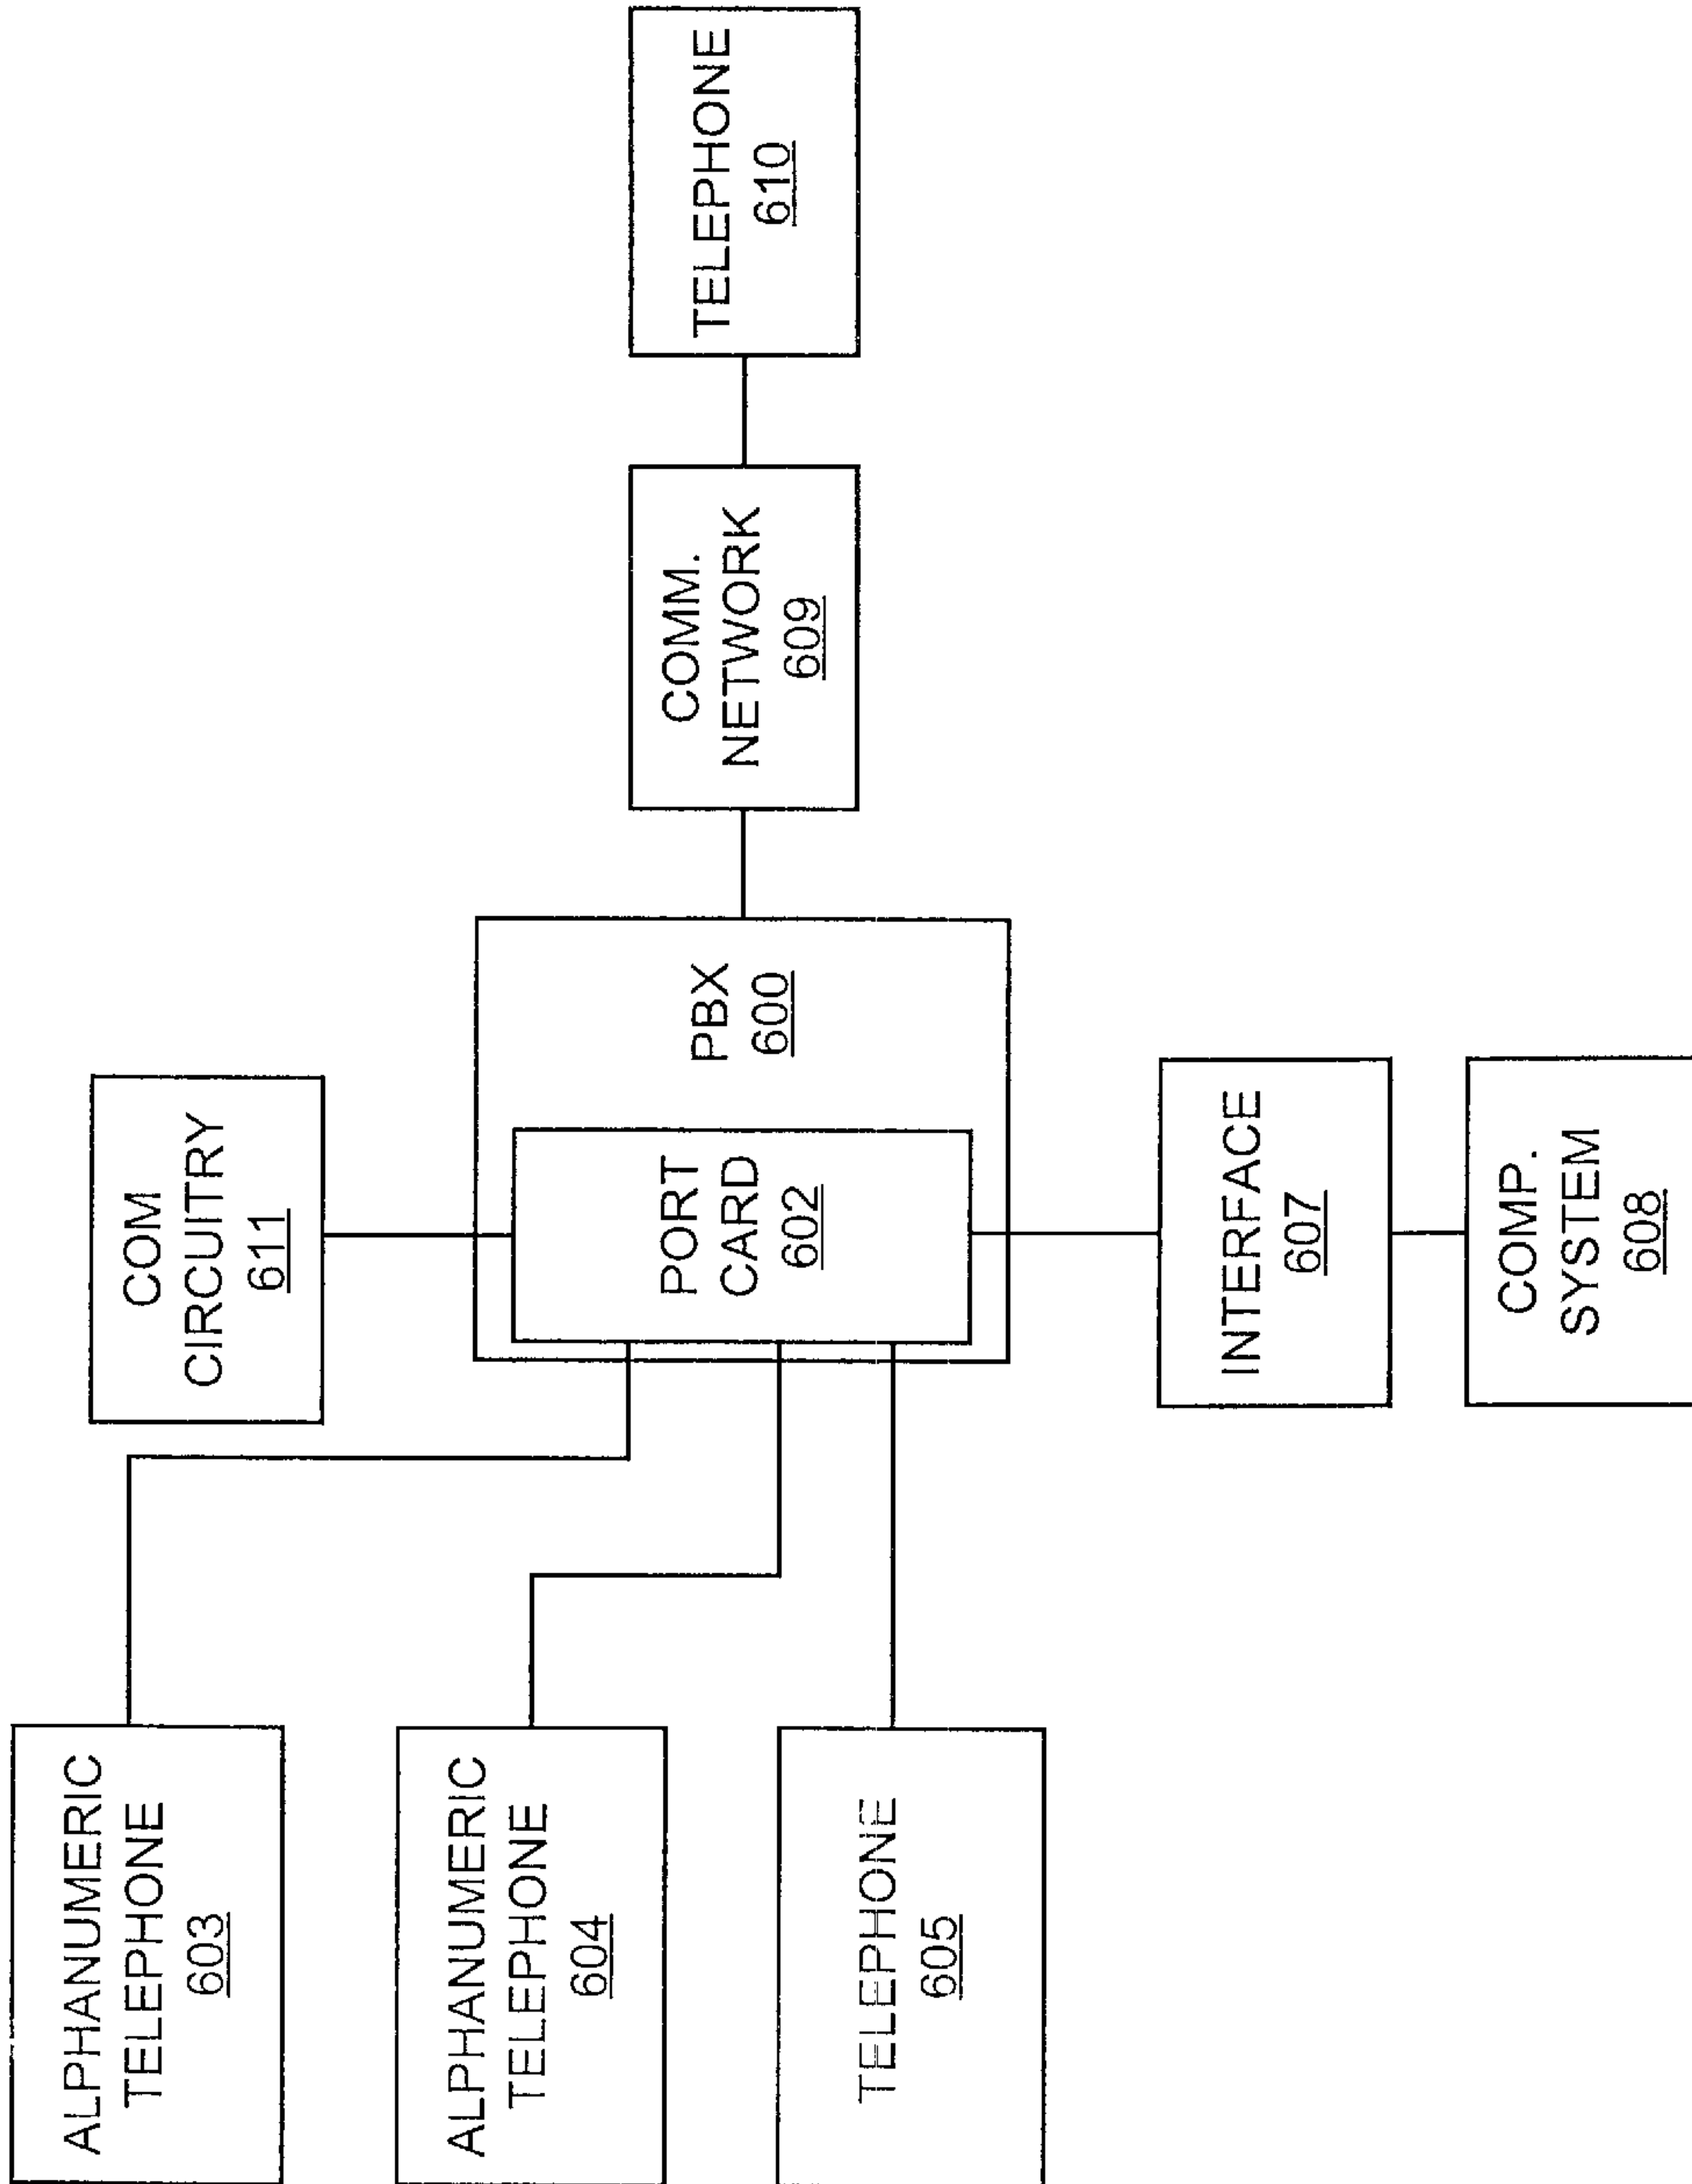 ALPHANUMERIC
TELEPHONE
603
ALPHANUMERIC
TELEPHONE
604
TELEPHONE
605
COM
CIRCUITRY
611
PORT
CARD
602
PBX
600
INTERFACE
607
COMP.
SYSTEM
608
COMM.
NETWORK
609
TELEPHONE
610